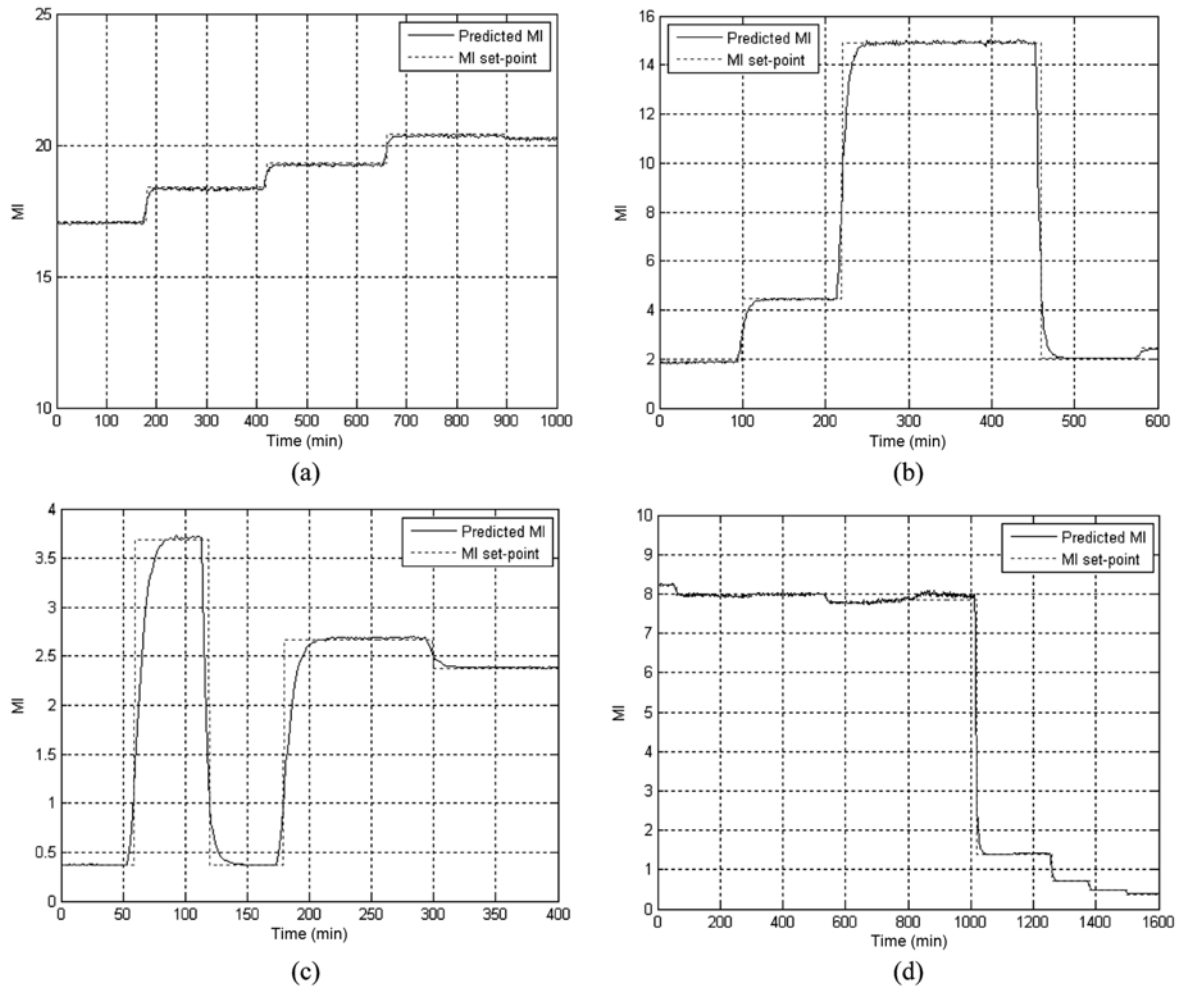 25
20
15
10
MI
Predicted MI
MI set-point
0 100 200 300 400 500 600 700 800 900 1000
Time (min)
(a)
16
14
12
10
8
6
4
2
0
MI
Predicted MI
MI set-point
0 100 200 300 400 500 600
Time (min)
(b)
4
3.5
3
2.5
2
1.5
1
0.5
0
MI
Predicted MI
MI set-point
0 50 100 150 200 250 300 350 400
Time (min)
(c)
10
9
8
7
6
5
4
3
2
1
0
MI
Predicted MI
MI set-point
0 200 400 600 800 1000 1200 1400 1600
Time (min)
(d)